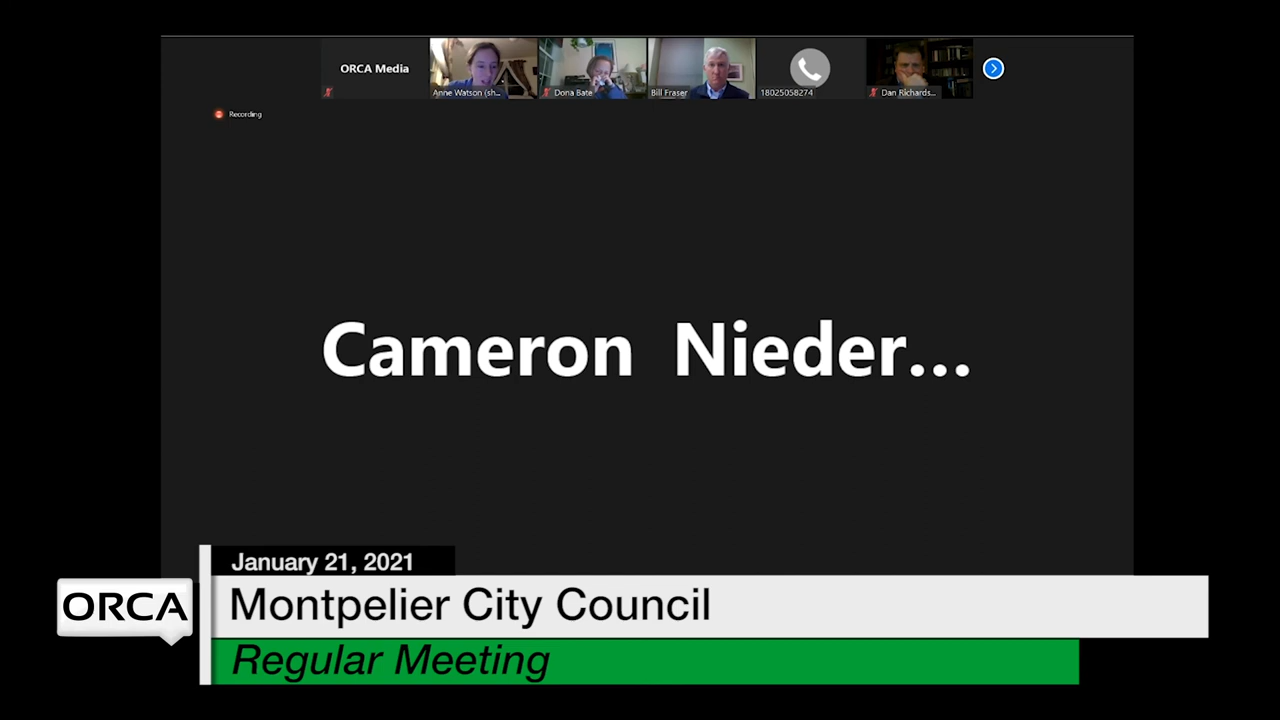 ORCA Media
Anne Watson (sh...
Dona Bate
Bill Fraser
18025058274
Dan Richards...
Recording
Cameron Nieder...
January 21, 2021
ORCA
Montpelier City Council
Regular Meeting